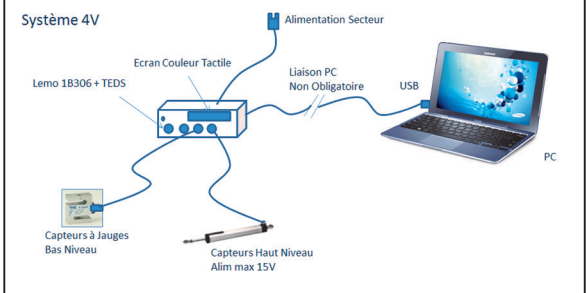 Système 4V
Alimentation Secteur
Ecran Couleur Tactile
Liaison PC
Non Obligatoire
USB
Lemo 1B306 + TEDS
PC
Capteurs à Jauges
Bas Niveau
Capteurs Haut Niveau
Alim max 15V